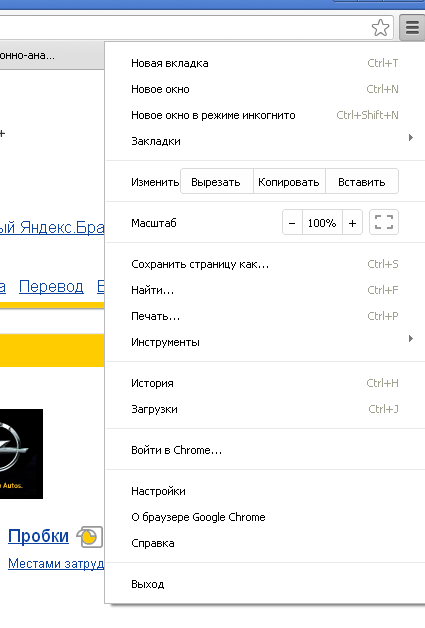 онно-ана...
+
ый Яндекс.Бра
а Перевод
o Autos.
Пробки
Местами затруд
Новая вкладка Ctrl+T
Новое окно Ctrl+N
Новое окно в режиме инкогнито Ctrl+Shift+N
Закладки
Изменить Вырезать Копировать Вставить
Масштаб − 100% +
Сохранить страницу как... Ctrl+S
Найти... Ctrl+F
Печать... Ctrl+P
Инструменты
История Ctrl+H
Загрузки Ctrl+J
Войти в Chrome...
Настройки
О браузере Google Chrome
Справка
Выход